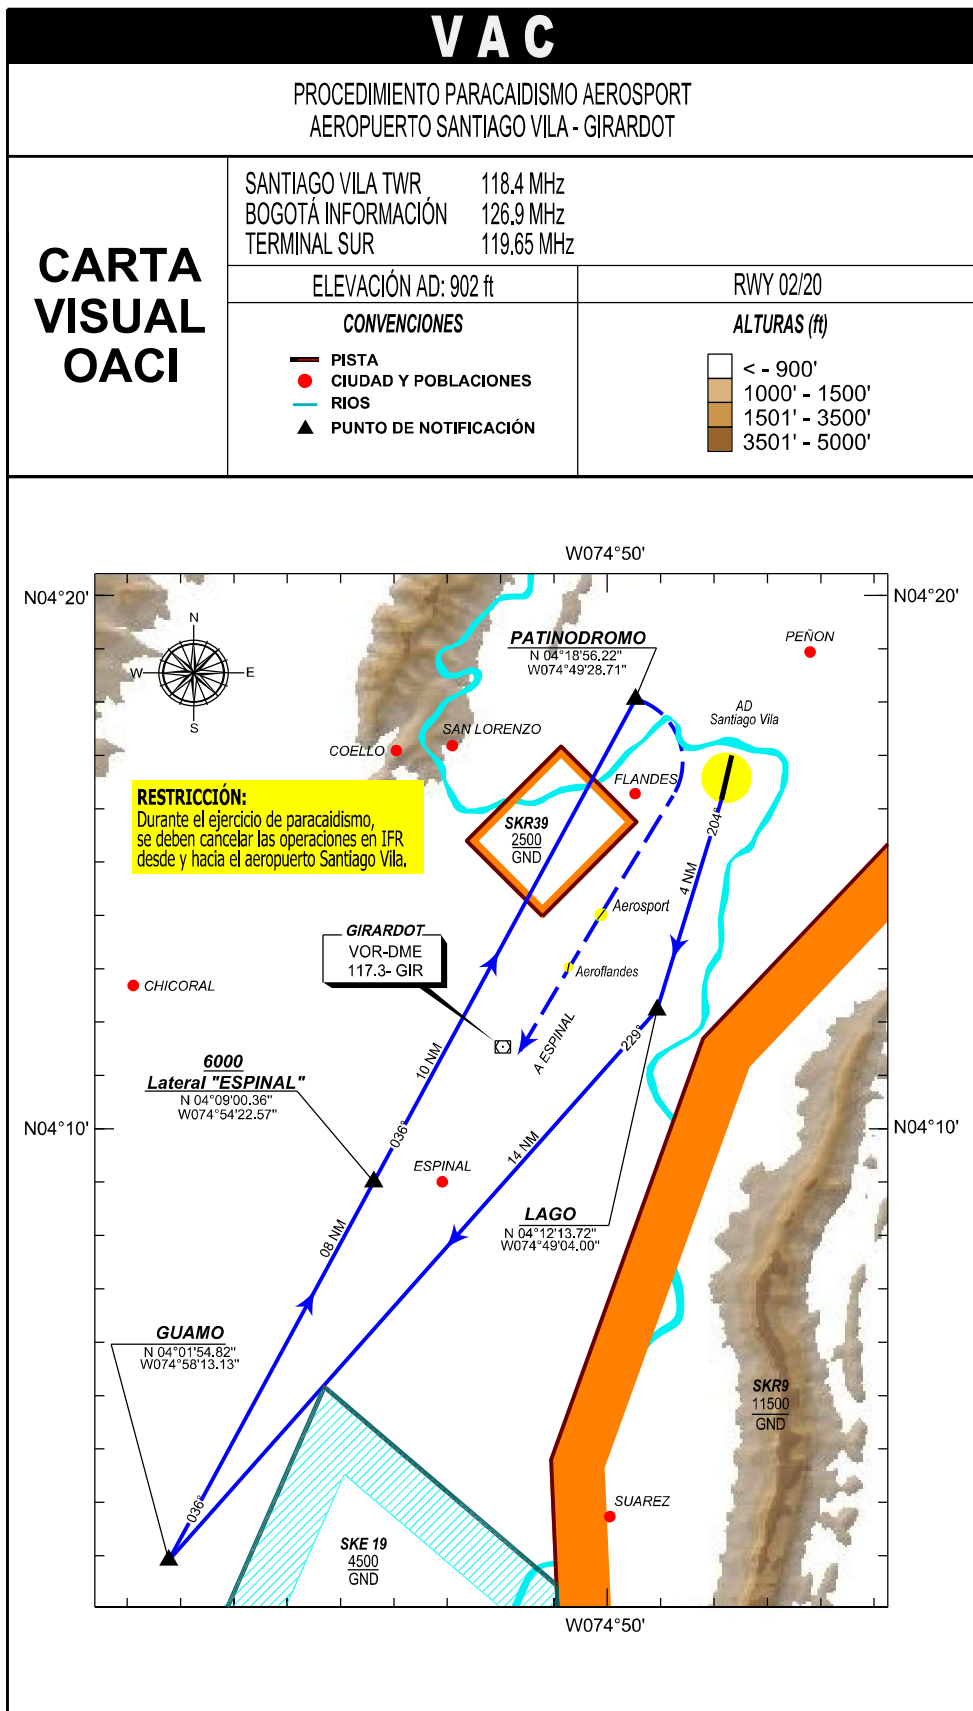 VAC
PROCEDIMIENTO PARACAIDISMO AEROSPORT
AEROPUERTO SANTIAGO VILA - GIRARDOT
CARTA
VISUAL
OACI
SANTIAGO VILA TWR 118.4 MHz
BOGOTÁ INFORMACIÓN 126.9 MHz
TERMINAL SUR 119.65 MHz
ELEVACIÓN AD: 902 ft
RWY 02/20
CONVENCIONES
PISTA
CIUDAD Y POBLACIONES
RIOS
PUNTO DE NOTIFICACIÓN
ALTURAS (ft)
< - 900'
1000' - 1500'
1501' - 3500'
3501' - 5000'
W074°50'
N04°20'
N04°20'
N
W
E
S
PATINODROMO
N 04°18'56.22"
W074°49'28.71"
PEÑON
AD
Santiago Vila
SAN LORENZO
COELLO
FLANDES
RESTRICCIÓN:
Durante el ejercicio de paracaidismo,
se deben cancelar las operaciones en IFR
desde y hacia el aeropuerto Santiago Vila.
SKR39
2500
GND
204°
4 NM
Aerosport
GIRARDOT
VOR-DME
117.3- GIR
Aeroflandes
CHICORAL
A ESPINAL
229°
10 NM
6000
Lateral "ESPINAL"
N 04°09'00.36"
W074°54'22.57"
036°
N04°10'
N04°10'
14 NM
ESPINAL
LAGO
N 04°12'13.72"
W074°49'04.00"
08 NM
GUAMO
N 04°01'54.82"
W074°58'13.13"
SKR9
11500
GND
036°
SUAREZ
SKE 19
4500
GND
W074°50'